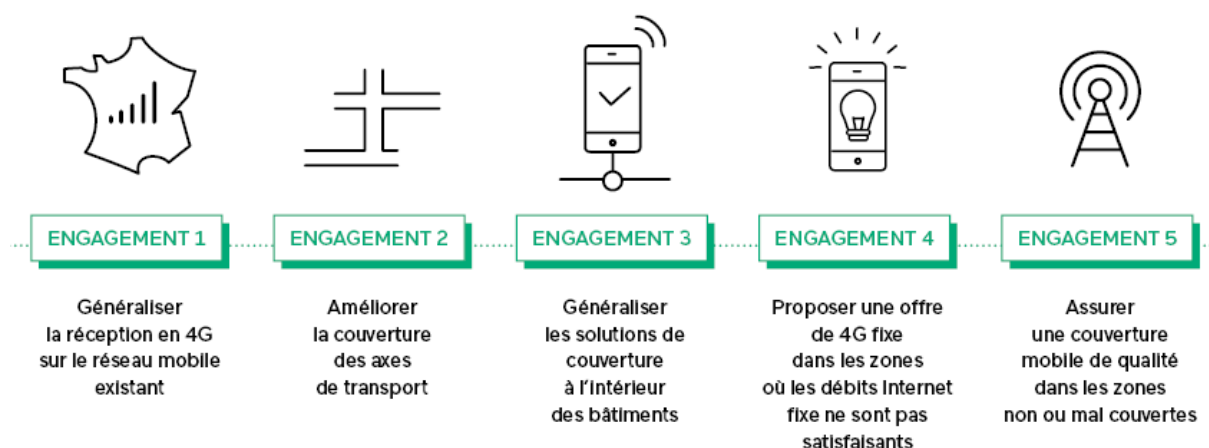 ENGAGEMENT 1
Généraliser
la réception en 4G
sur le réseau mobile
existant
ENGAGEMENT 2
Améliorer
la couverture
des axes
de transport
ENGAGEMENT 3
Généraliser
les solutions de
couverture
à l'intérieur
des bâtiments
ENGAGEMENT 4
Proposer une offre
de 4G fixe
dans les zones
où les débits Internet
fixe ne sont pas
satisfaisants
ENGAGEMENT 5
Assurer
une couverture
mobile de qualité
dans les zones
non ou mal couvertes